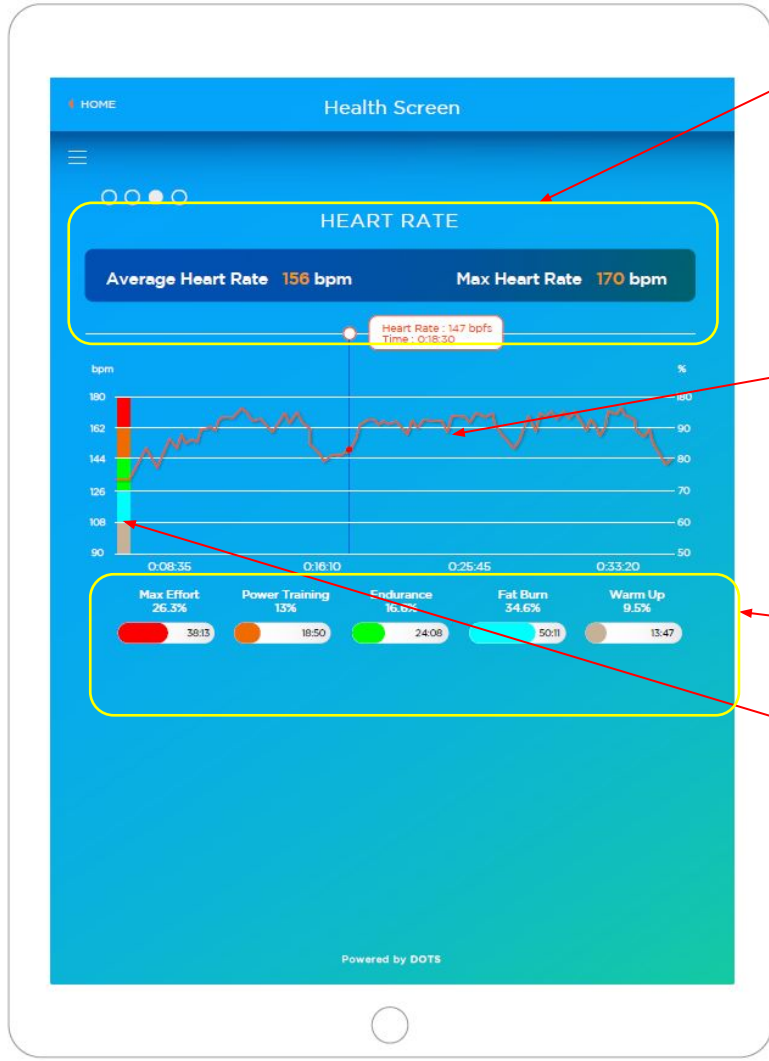 HOME
Health Screen
HEART RATE
Average Heart Rate 156 bpm Max Heart Rate 170 bpm
Heart Rate : 147 bpfs
Time : 0:18:30
bpm %
180 180
162 90
144 80
126 70
108 60
90 50
0:08:35 0:16:10 0:25:45 0:33:20
Max Effort Power Training Endurance Fat Burn Warm Up
26.3% 13% 16.6% 34.6% 9.5%
38:13 18:50 24:08 50:11 13:47
Powered by DOTS